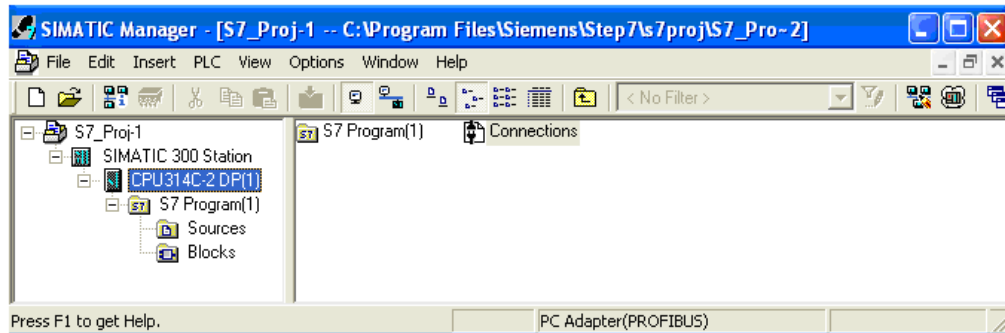 SIMATIC Manager - [S7_Proj-1 -- C:\Program Files\Siemens\Step7\s7proj\S7_Pro~2]
File Edit Insert PLC View Options Window Help
< No Filter >
S7_Proj-1
SIMATIC 300 Station
CPU314C-2 DP(1)
S7 Program(1)
Sources
Blocks
S7 Program(1) Connections
Press F1 to get Help. PC Adapter(PROFIBUS)